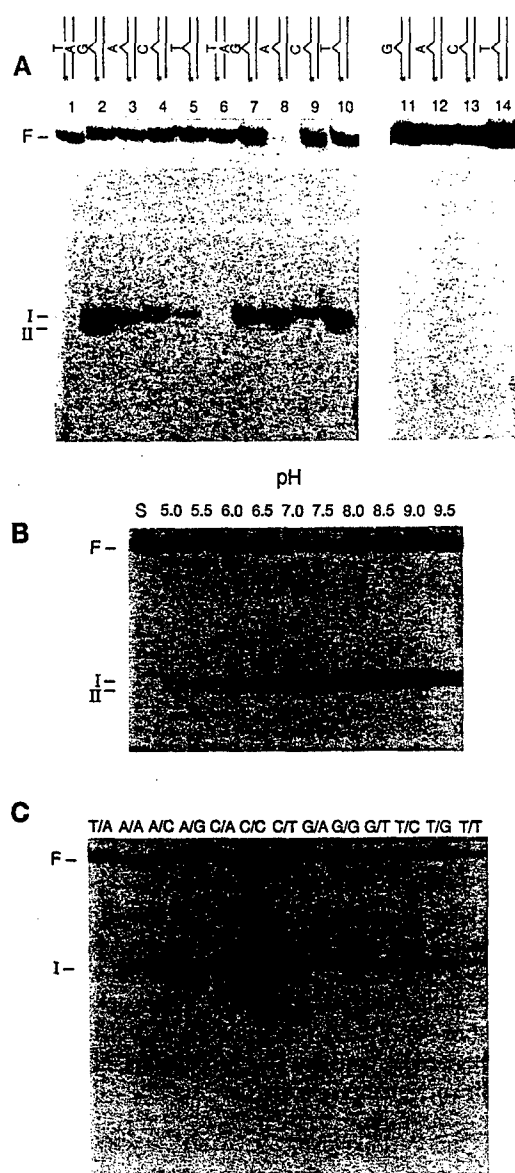 T A G A C T T A G A C T G A C T
A
1 2 3 4 5 6 7 8 9 10 11 12 13 14
F –
I –
II –
pH
B
S 5.0 5.5 6.0 6.5 7.0 7.5 8.0 8.5 9.0 9.5
F –
I –
II –
C
T/A A/A A/C A/G C/A C/C C/T G/A G/G G/T T/C T/G T/T
F –
I –